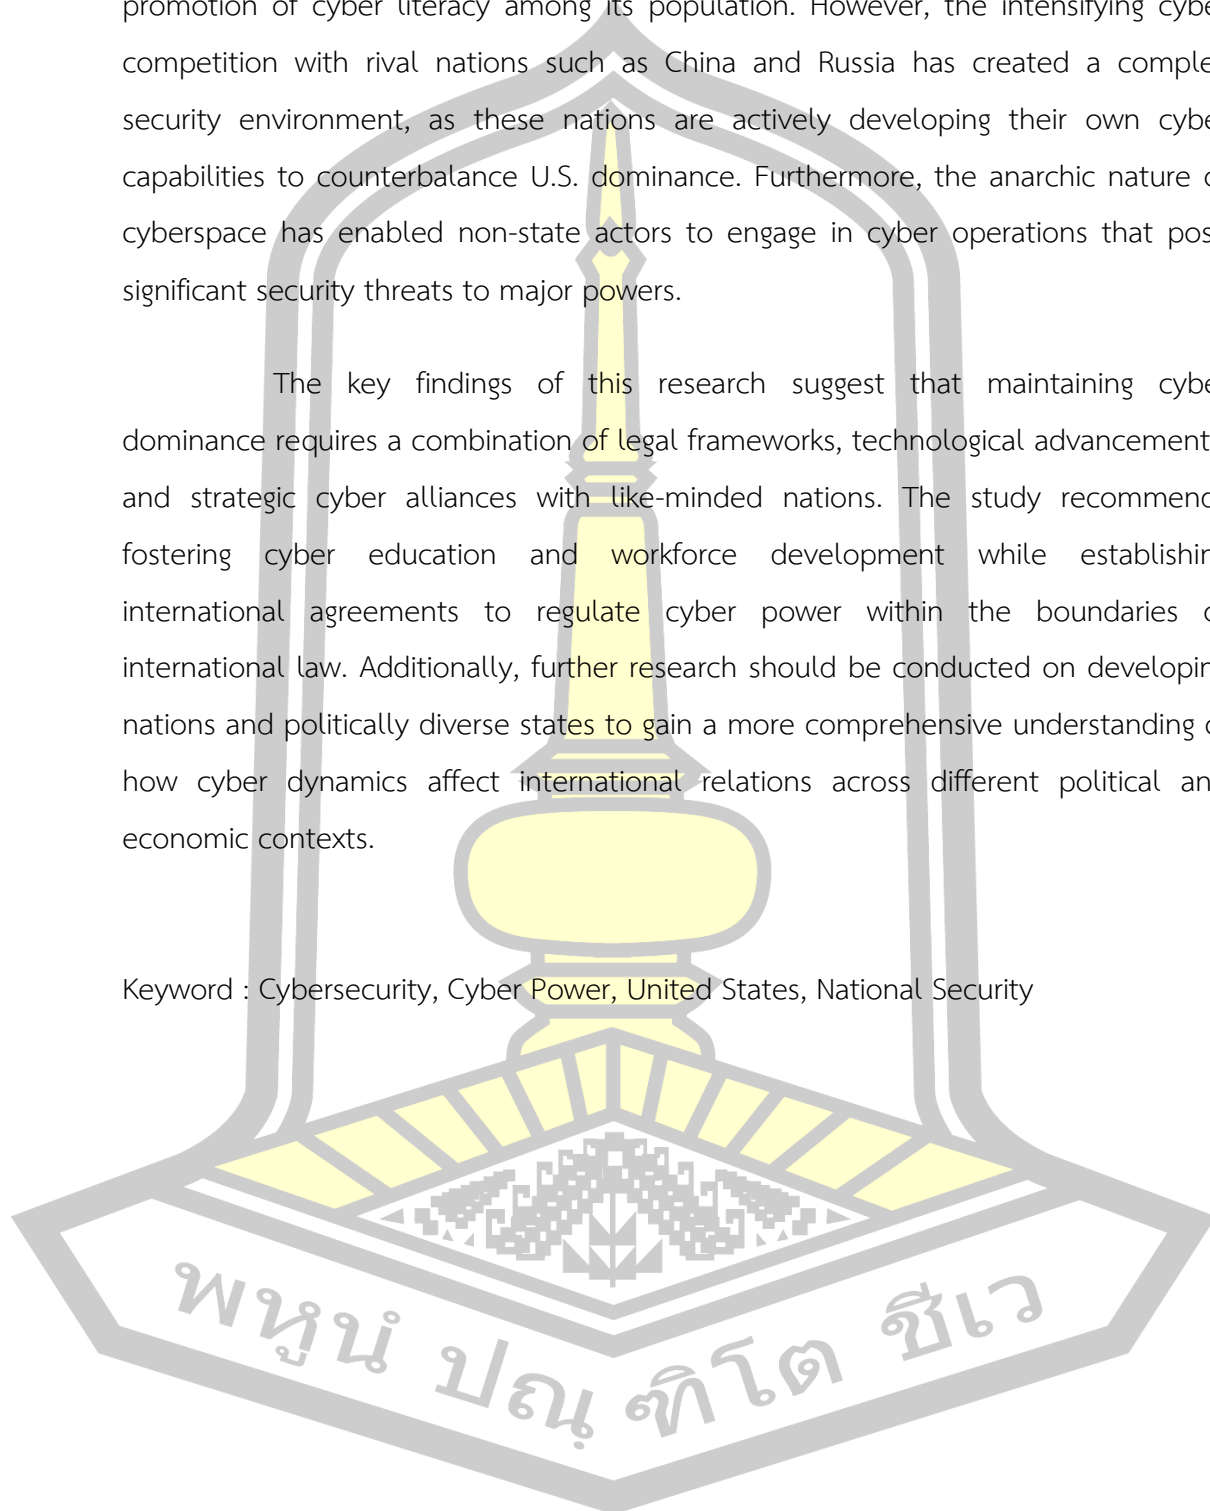 promotion of cyber literacy among its population. However, the intensifying cybe
competition with rival nations such as China and Russia has created a comple
security environment, as these nations are actively developing their own cybe
capabilities to counterbalance U.S. dominance. Furthermore, the anarchic nature
cyberspace has enabled non-state actors to engage in cyber operations that pos
significant security threats to major powers.
The key findings of this research suggest that maintaining cybe
dominance requires a combination of legal frameworks, technological advancement
and strategic cyber alliances with like-minded nations. The study recommend
fostering cyber education and workforce development while establishin
international agreements to regulate cyber power within the boundaries
international law. Additionally, further research should be conducted on developin
nations and politically diverse states to gain a more comprehensive understanding
how cyber dynamics affect international relations across different political an
economic contexts.
Keyword : Cybersecurity, Cyber Power, United States, National Security
พหูนํ ปณฺฑิโต ชีเว